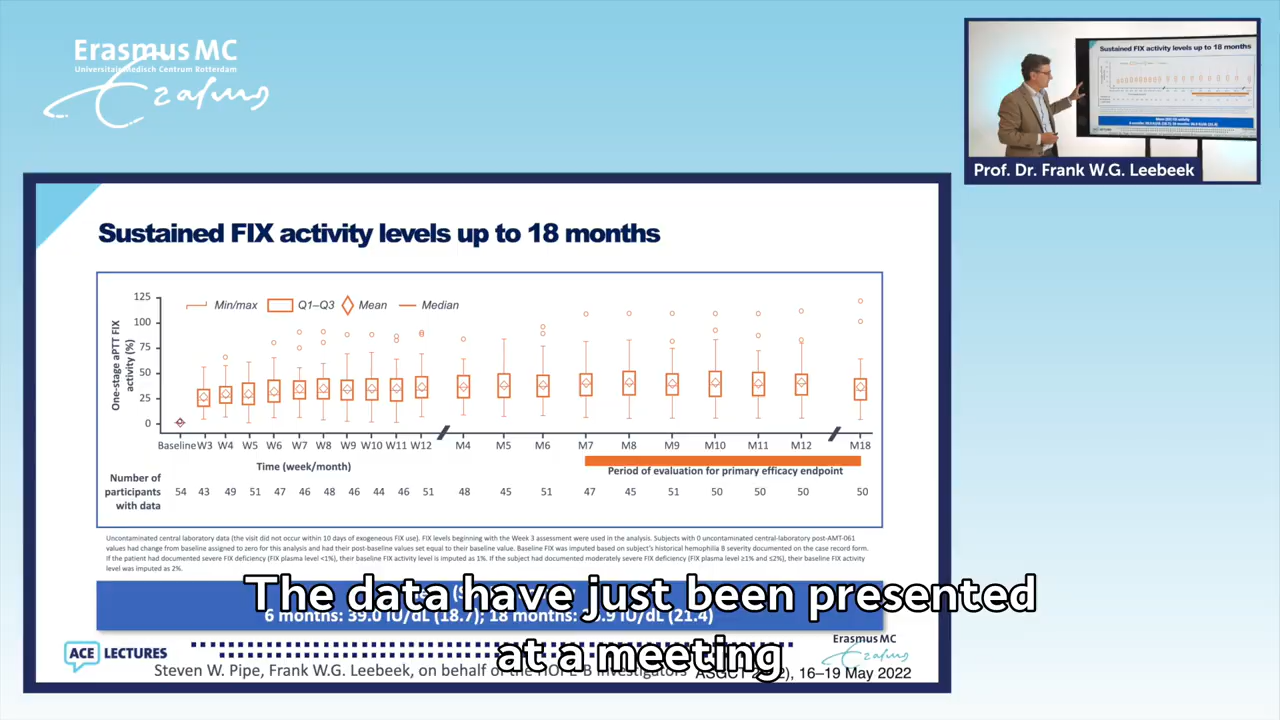 Erasmus MC
Universitair Medisch Centrum Rotterdam
Erasmus
Sustained FIX activity levels up to 18 months
Prof. Dr. Frank W.G. Leebeek
Sustained FIX activity levels up to 18 months
Min/max Q1–Q3 Mean Median
One-stage aPTT FIX
activity (%)
125
100
75
50
25
0
Baseline W3 W4 W5 W6 W7 W8 W9 W10 W11 W12 M4 M5 M6 M7 M8 M9 M10 M11 M12 M18
Time (week/month)
Period of evaluation for primary efficacy endpoint
Number of
participants
with data
54 43 49 51 47 46 48 46 44 46 51 48 45 51 47 45 51 50 50 50 50
Uncontaminated central laboratory data (the visit did not occur within 10 days of exogenous FIX use). FIX levels beginning with the Week 3 assessment were used in the analysis. Subjects with 0 uncontaminated central-laboratory post-AMT-061
values had change from baseline assigned to zero for this analysis and had their post-baseline values set equal to their baseline value. Baseline FIX was imputed based on subject's historical hemophilia B severity documented on the case record form.
If the patient had documented severe FIX deficiency (FIX plasma level <1%), their baseline FIX activity level is imputed as 1%. If the subject had documented moderately severe FIX deficiency (FIX plasma level ≥1% and ≤2%), their baseline FIX activity
level was imputed as 2%.
The data have just been presented
6 months: 39.0 IU/dL (18.7); 18 months: .9 IU/dL (21.4)
at a meeting
ACE LECTURES
Erasmus MC
Erasmus
Steven W. Pipe, Frank W.G. Leebeek, on behalf of the HOPE-B investigators
ASGCT 16–19 May 2022